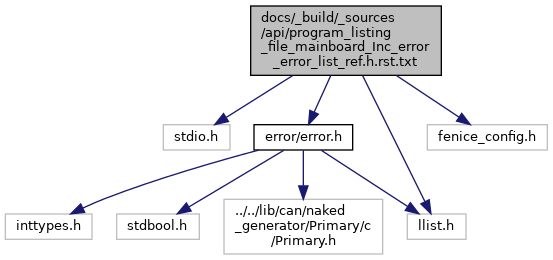 docs/_build/_sources
/api/program_listing
_file_mainboard_Inc_error
_error_list_ref.h.rst.txt
stdio.h
error/error.h
fenice_config.h
inttypes.h
stdbool.h
../../lib/can/naked
_generator/Primary/c
/Primary.h
llist.h